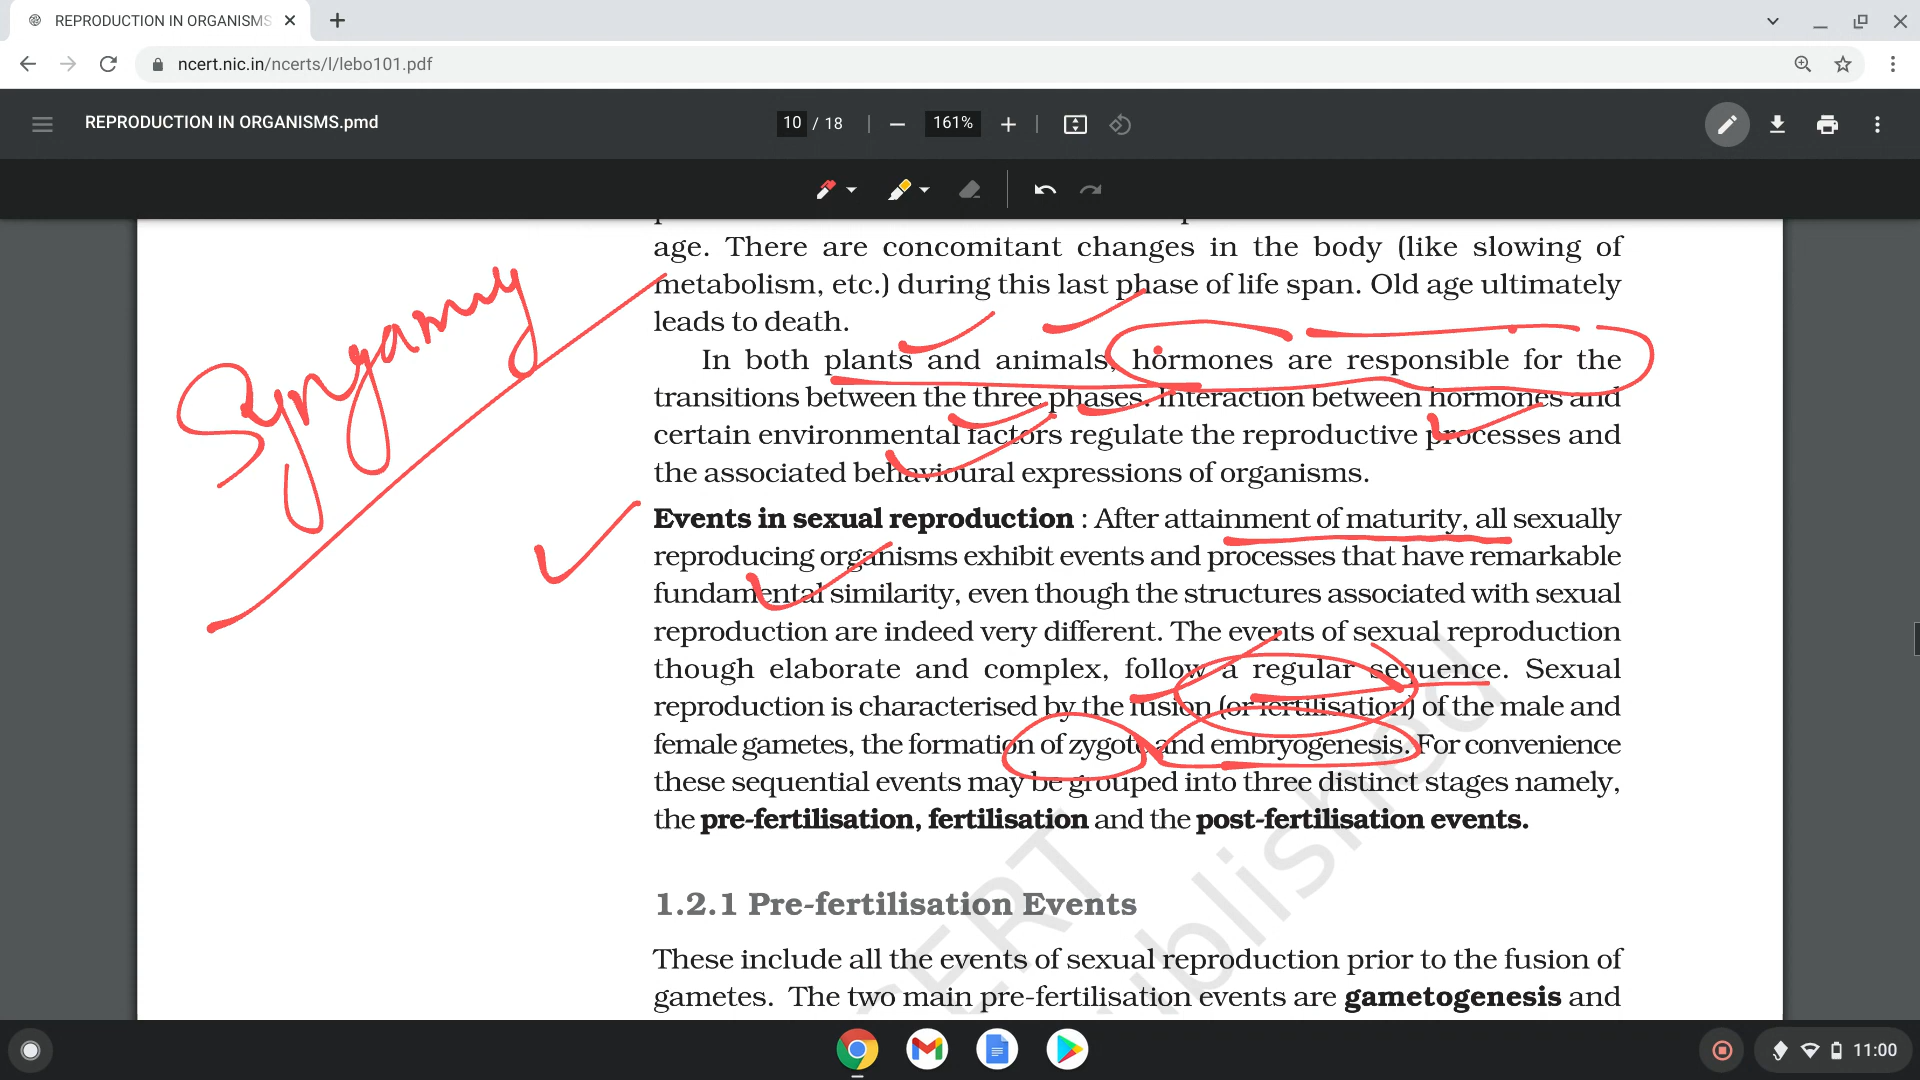 REPRODUCTION IN ORGANISMS
ncert.nic.in/ncerts/l/lebo101.pdf
REPRODUCTION IN ORGANISMS.pmd
10 / 18
161%
age. There are concomitant changes in the body (like slowing of
metabolism, etc.) during this last phase of life span. Old age ultimately
leads to death.
In both plants and animals, hormones are responsible for the
transitions between the three phases. Interaction between hormones and
certain environmental factors regulate the reproductive processes and
the associated behavioural expressions of organisms.
Syngamy
Events in sexual reproduction : After attainment of maturity, all sexually
reproducing organisms exhibit events and processes that have remarkable
fundamental similarity, even though the structures associated with sexual
reproduction are indeed very different. The events of sexual reproduction
though elaborate and complex, follow a regular sequence. Sexual
reproduction is characterised by the fusion (or fertilisation) of the male and
female gametes, the formation of zygote and embryogenesis. For convenience
these sequential events may be grouped into three distinct stages namely,
the pre-fertilisation, fertilisation and the post-fertilisation events.
1.2.1 Pre-fertilisation Events
These include all the events of sexual reproduction prior to the fusion of
gametes. The two main pre-fertilisation events are gametogenesis and
11:00